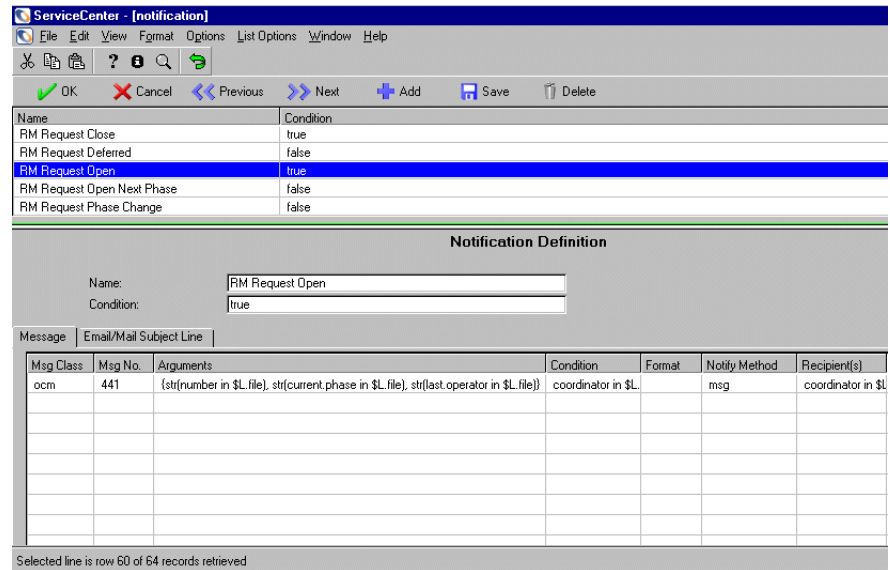 ServiceCenter - [notification]
File Edit View Format Options List Options Window Help
OK Cancel Previous Next Add Save Delete
Name Condition
RM Request Close true
RM Request Deferred false
RM Request Open true
RM Request Open Next Phase false
RM Request Phase Change false
Notification Definition
Name: RM Request Open
Condition: true
Message Email/Mail Subject Line
Msg Class Msg No. Arguments Condition Format Notify Method Recipient(s)
ocm 441 {str(number in $L.file), str(current.phase in $L.file), str(last.operator in $L.file)} coordinator in $L. msg coordinator in $L
Selected line is row 60 of 64 records retrieved